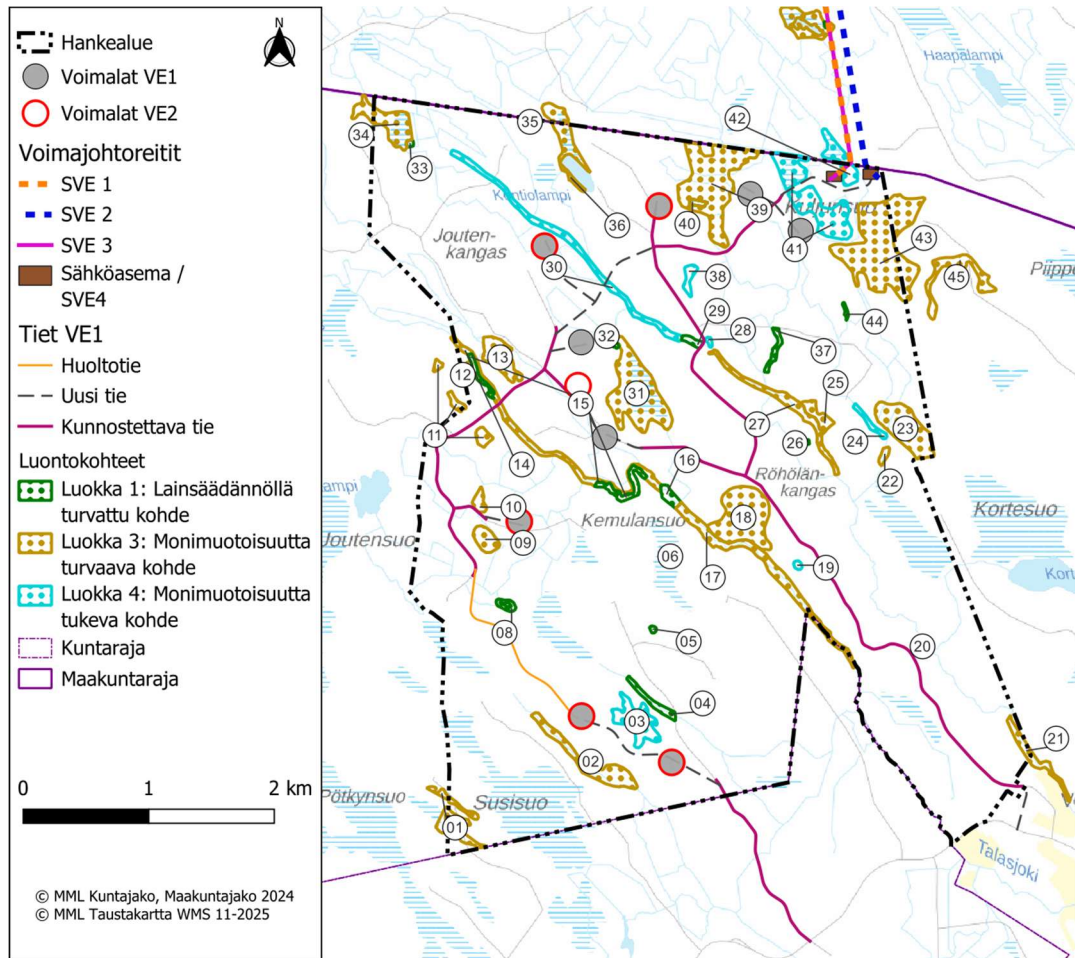 Hankealue
N
Voimalat VE1
Voimalat VE2
Voimajohtoreitit
SVE 1
SVE 2
SVE 3
Sähköasema /
SVE4
Tiet VE1
Huoltotie
Uusi tie
Kunnostettava tie
Luontokohteet
Luokka 1: Lainsäädännöllä
turvattu kohde
Luokka 3: Monimuotoisuutta
turvaava kohde
Luokka 4: Monimuotoisuutta
tukeva kohde
Kuntaraja
Maakuntaraja
0 1 2 km
© MML Kuntajako, Maakuntajako 2024
© MML Taustakartta WMS 11-2025
Haapalampi
42
35
34
33
Kentiölampi
36
40
39
41
Jouten-
kangas
43
30
38
45
Piippo
44
29
28
32
37
13
12
31
15
25
11
27
24
23
26
14
16
22
Röhölän-
kangas
10
18
Kemulansuo
Kortesuo
Joutensuo
09
06
17
19
08
05
20
04
03
21
02
01
Pötkynsuo
Susisuo
Talasjoki